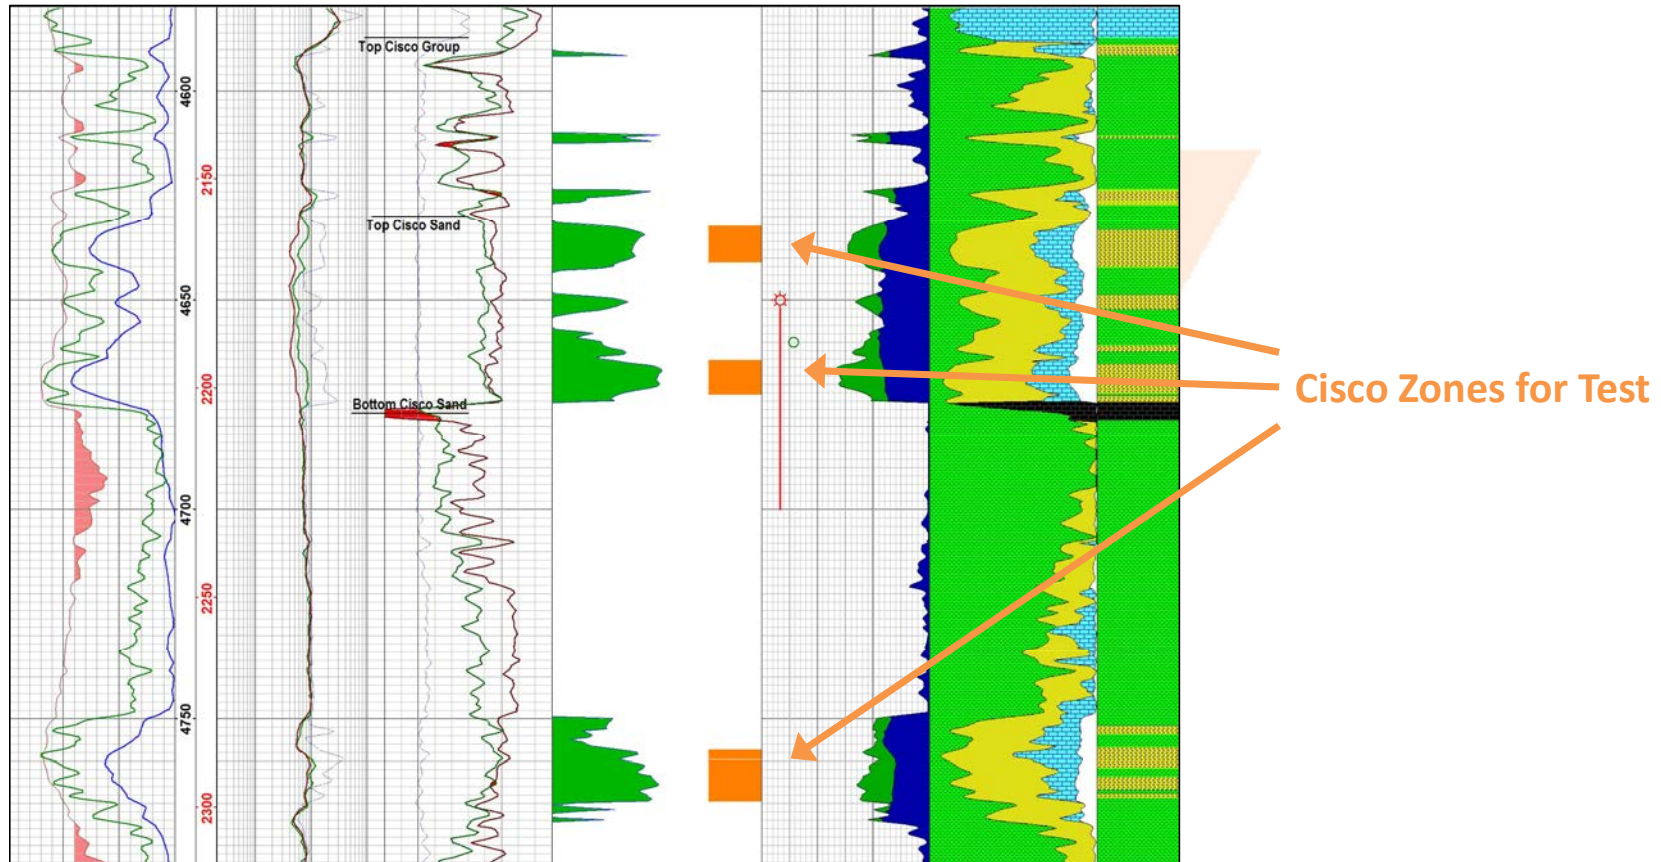 Top Cisco Group
4600
2150
Top Cisco Sand
4650
2200
Cisco Zones for Test
Bottom Cisco Sand
4700
2250
4750
2300